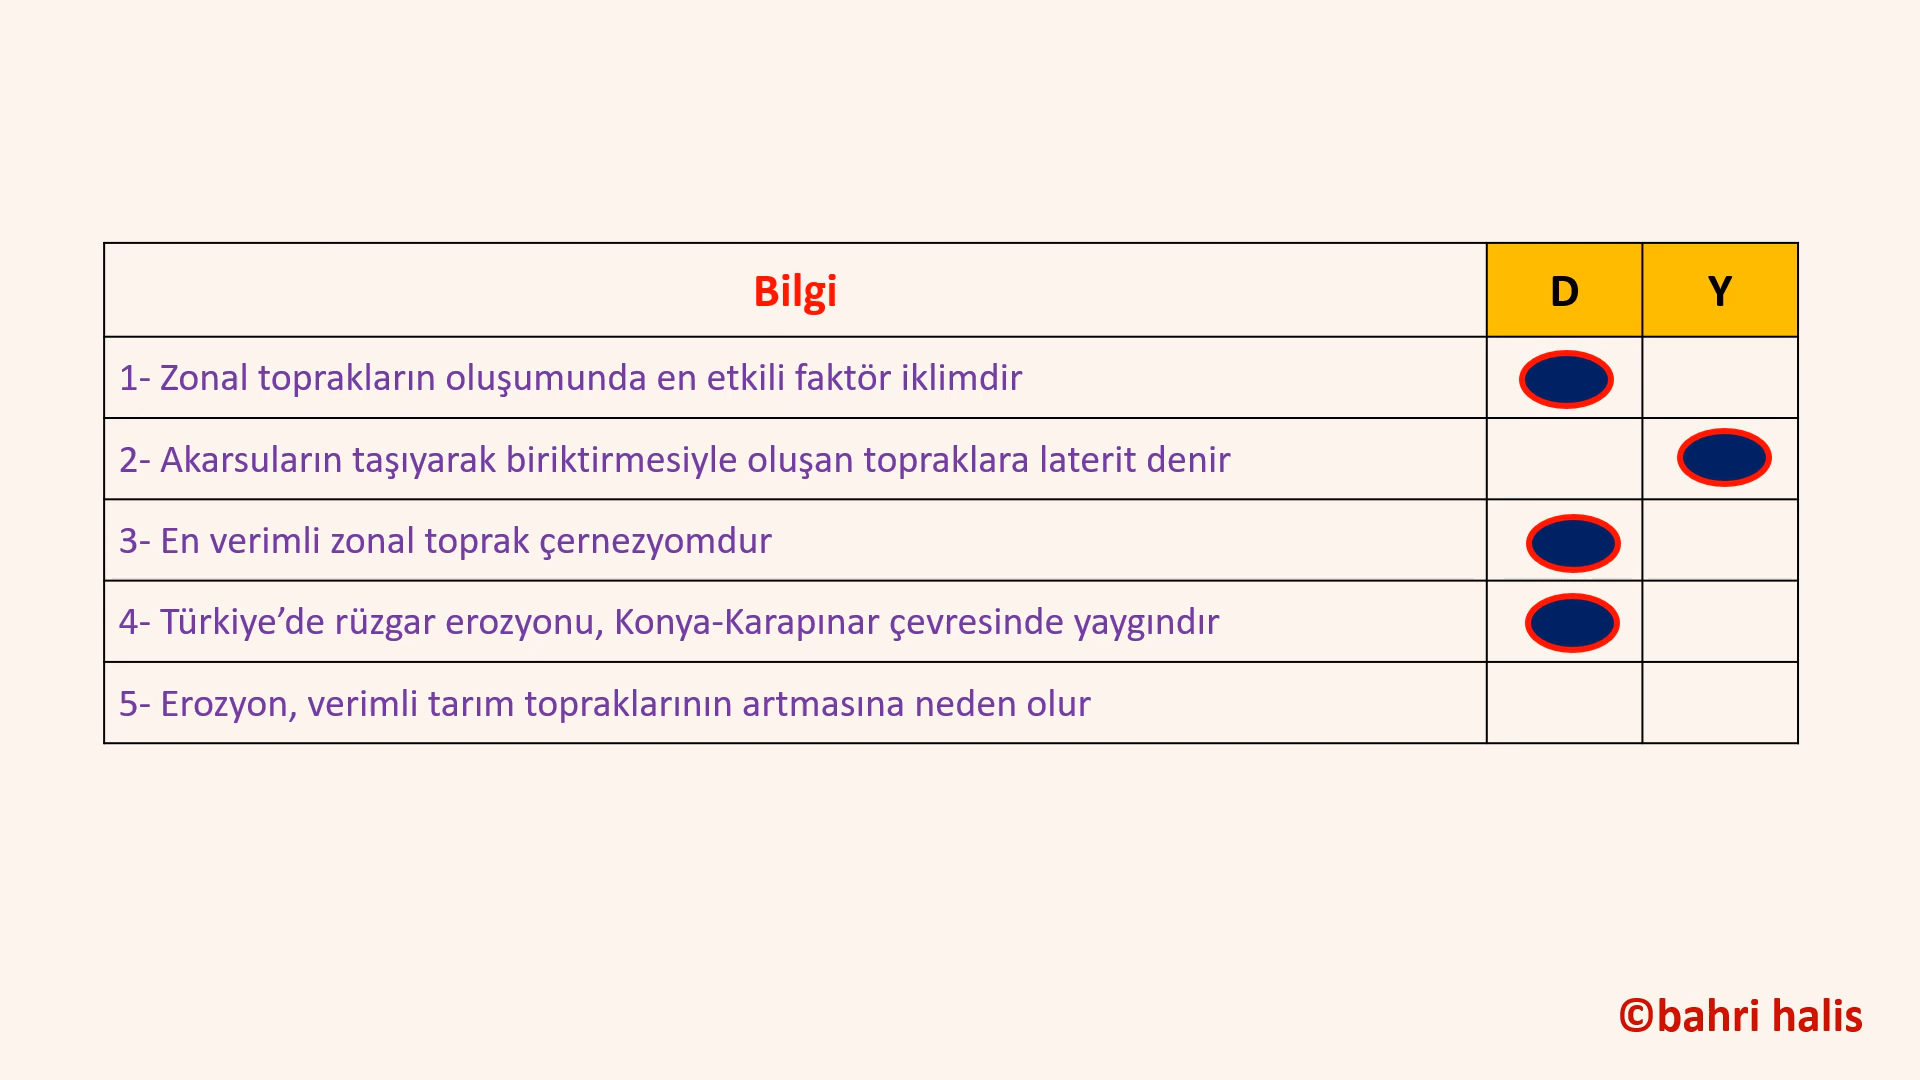 Bilgi
D
Y
1- Zonal toprakların oluşumunda en etkili faktör iklimdir
2- Akarsuların taşıyarak biriktirmesiyle oluşan topraklara laterit denir
3- En verimli zonal toprak çernezyomdur
4- Türkiye’de rüzgar erozyonu, Konya-Karapınar çevresinde yaygındır
5- Erozyon, verimli tarım topraklarının artmasına neden olur
©bahri halis